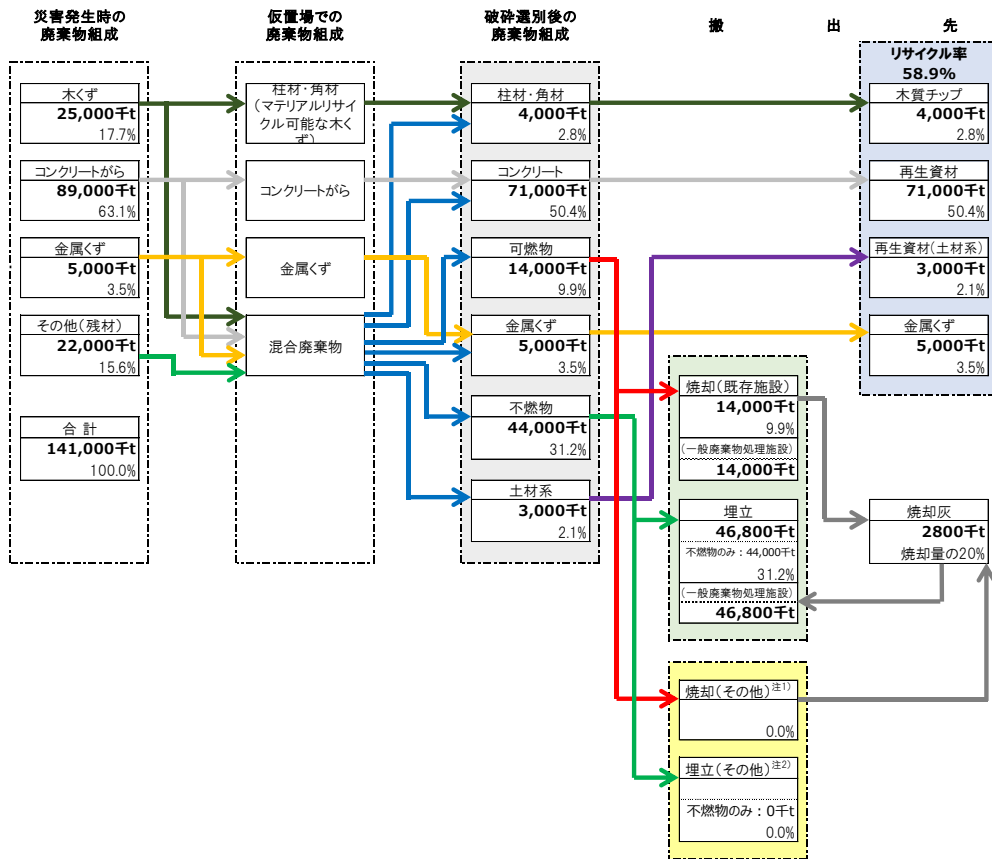 災害発生時の
廃棄物組成
仮置場での
廃棄物組成
破砕選別後の
廃棄物組成
搬 出 先
リサイクル率
58.9%
木くず
25,000千t
17.7%
コンクリートがら
89,000千t
63.1%
金属くず
5,000千t
3.5%
その他(残材)
22,000千t
15.6%
合 計
141,000千t
100.0%
柱材・角材
(マテリアルリサイ
クル可能な木く
ず)
コンクリートがら
金属くず
混合廃棄物
柱材・角材
4,000千t
2.8%
コンクリート
71,000千t
50.4%
可燃物
14,000千t
9.9%
金属くず
5,000千t
3.5%
不燃物
44,000千t
31.2%
土材系
3,000千t
2.1%
焼却(既存施設)
14,000千t
9.9%
(一般廃棄物処理施設)
14,000千t
埋立
46,800千t
不燃物のみ:44,000千t
31.2%
(一般廃棄物処理施設)
46,800千t
焼却(その他)注1)
0.0%
埋立(その他)注2)
不燃物のみ:0千t
0.0%
木質チップ
4,000千t
2.8%
再生資材
71,000千t
50.4%
再生資材(土材系)
3,000千t
2.1%
金属くず
5,000千t
3.5%
焼却灰
2800千t
焼却量の20%